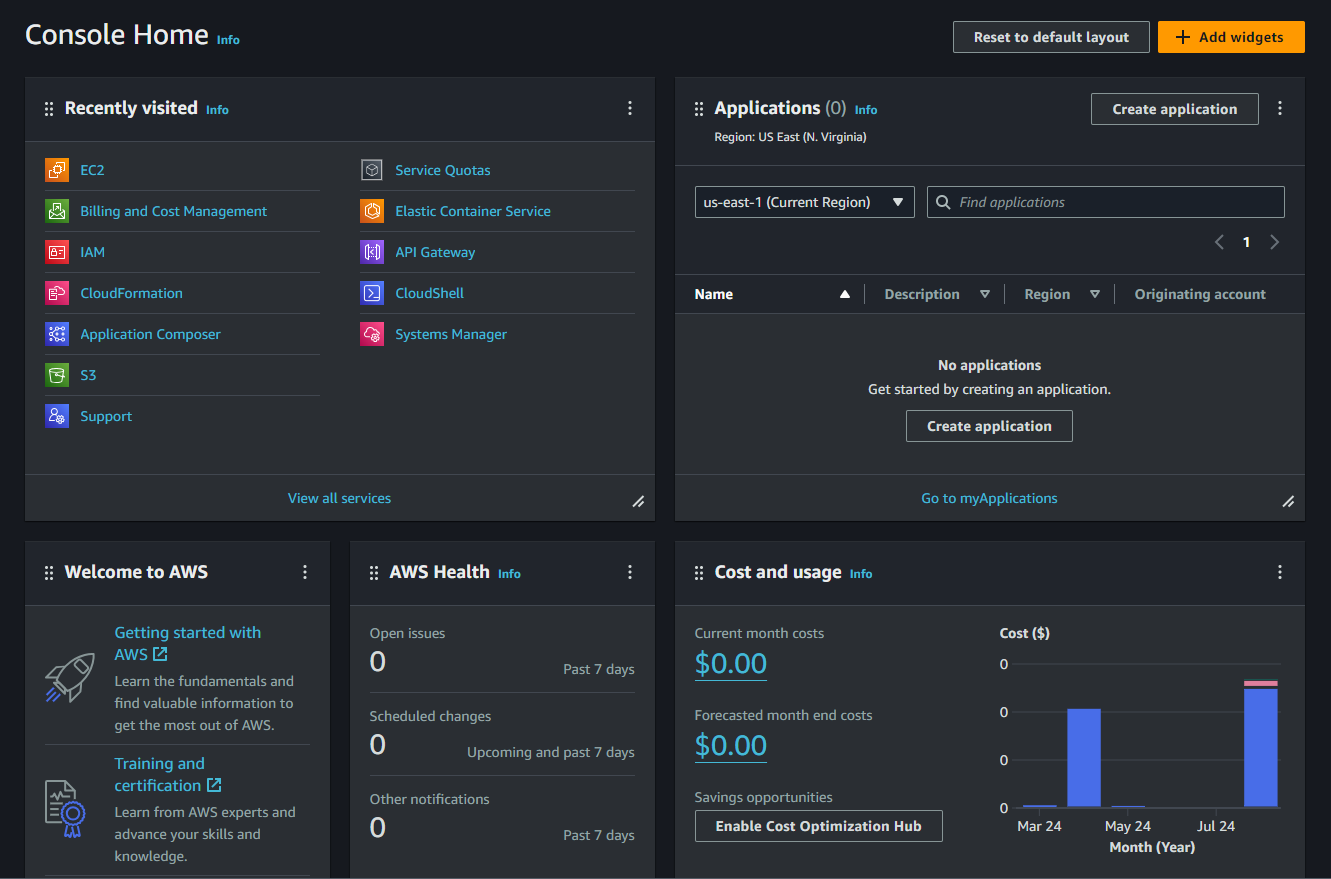 Console Home Info
Reset to default layout
Add widgets
Recently visited Info
EC2
Billing and Cost Management
IAM
CloudFormation
Application Composer
S3
Support
Service Quotas
Elastic Container Service
API Gateway
CloudShell
Systems Manager
View all services
Applications (0) Info
Region: US East (N. Virginia)
Create application
us-east-1 (Current Region)
Find applications
1
Name
Description
Region
Originating account
No applications
Get started by creating an application.
Create application
Go to myApplications
Welcome to AWS
Getting started with
AWS
Learn the fundamentals and
find valuable information to
get the most out of AWS.
Training and
certification
Learn from AWS experts and
advance your skills and
knowledge.
AWS Health Info
Open issues
0
Past 7 days
Scheduled changes
0
Upcoming and past 7 days
Other notifications
0
Past 7 days
Cost and usage Info
Current month costs
$0.00
Forecasted month end costs
$0.00
Savings opportunities
Enable Cost Optimization Hub
Cost ($)
0
0
0
0
Mar 24
May 24
Jul 24
Month (Year)